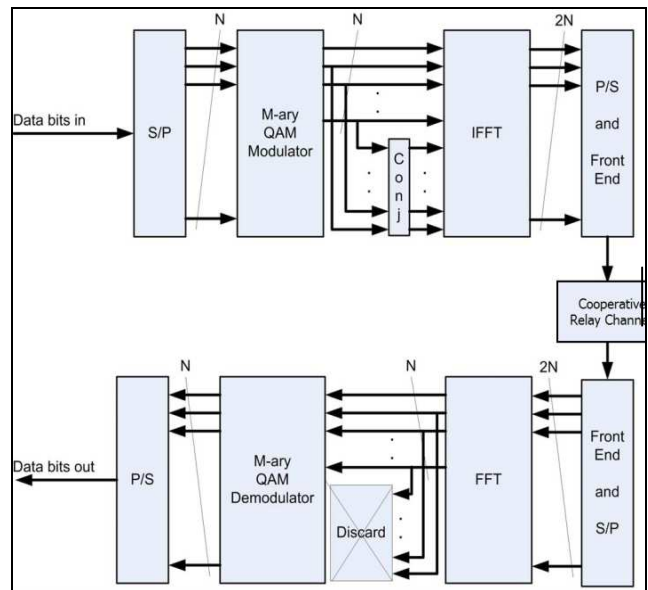 N
N
2N
Data bits in
S/P
M-ary
QAM
Modulator
C
o
n
j
IFFT
P/S
and
Front
End
Cooperative
Relay Channe
N
N
2N
Data bits out
P/S
M-ary
QAM
Demodulator
Discard
FFT
Front
End
and
S/P